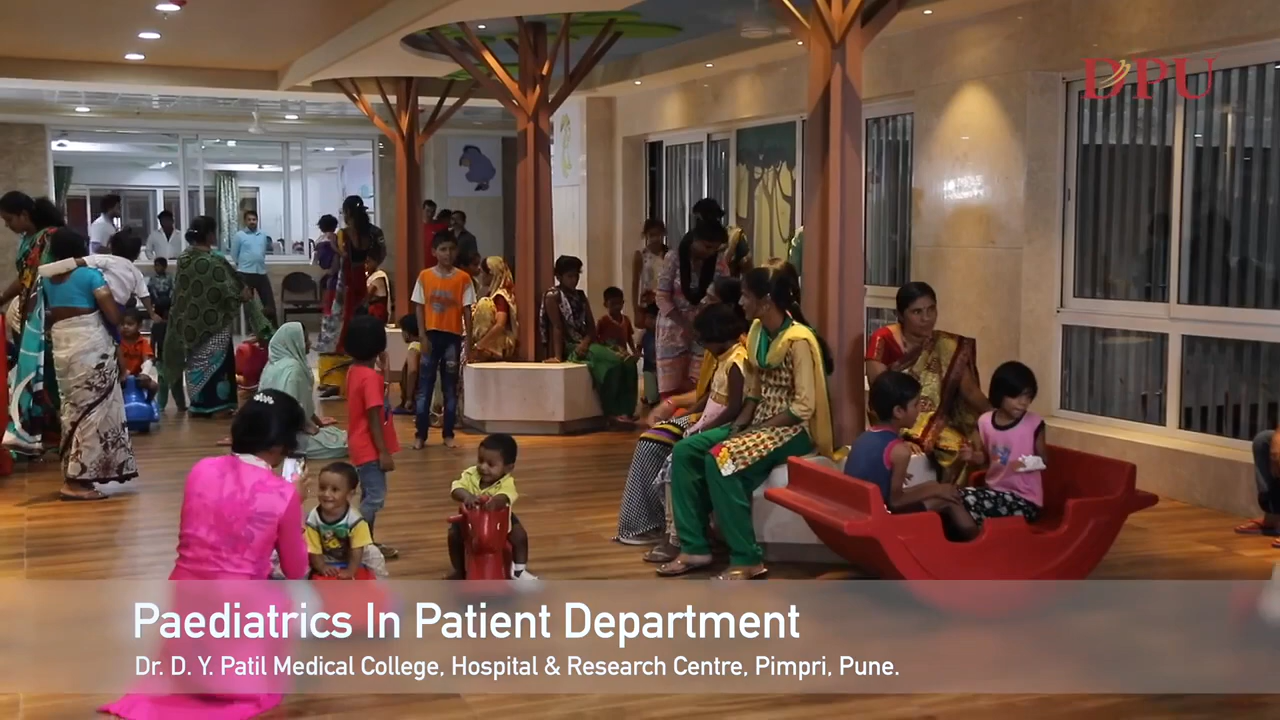 DPU
Paediatrics In Patient Department
Dr. D. Y. Patil Medical College, Hospital & Research Centre, Pimpri, Pune.